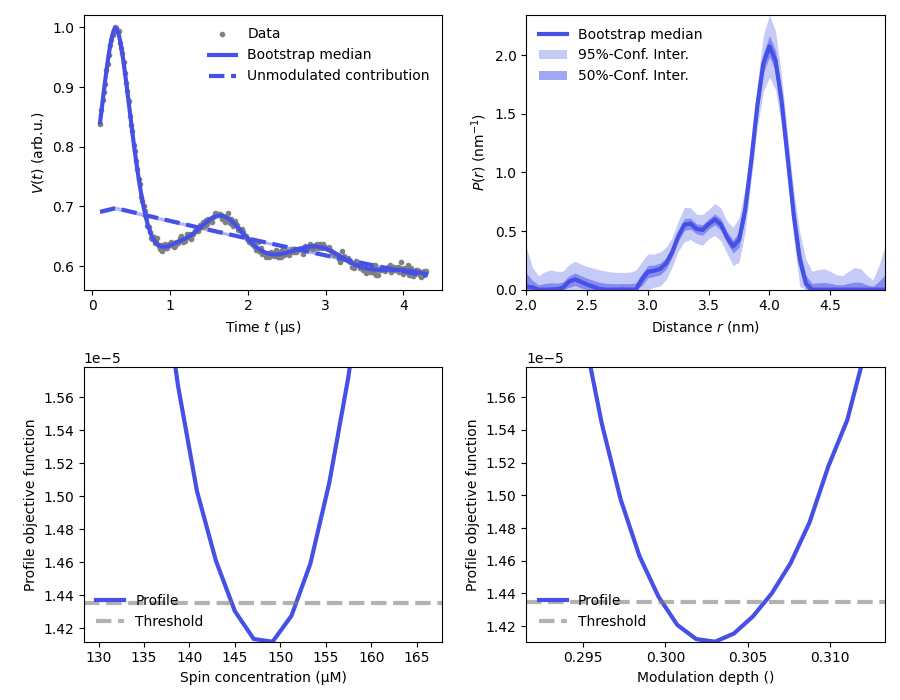 1.0
0.9
0.8
0.7
0.6
V(t) (arb.u.)
Data
Bootstrap median
Unmodulated contribution
0 1 2 3 4
Time t (μs)
2.0
1.5
1.0
0.5
0.0
P(r) (nm⁻¹)
Bootstrap median
95%-Conf. Inter.
50%-Conf. Inter.
2.0 2.5 3.0 3.5 4.0 4.5
Distance r (nm)
1e−5
1.56
1.54
1.52
1.50
1.48
1.46
1.44
1.42
Profile objective function
Profile
Threshold
130 135 140 145 150 155 160 165
Spin concentration (μM)
1e−5
1.56
1.54
1.52
1.50
1.48
1.46
1.44
1.42
Profile objective function
Profile
Threshold
0.295 0.300 0.305 0.310
Modulation depth ()